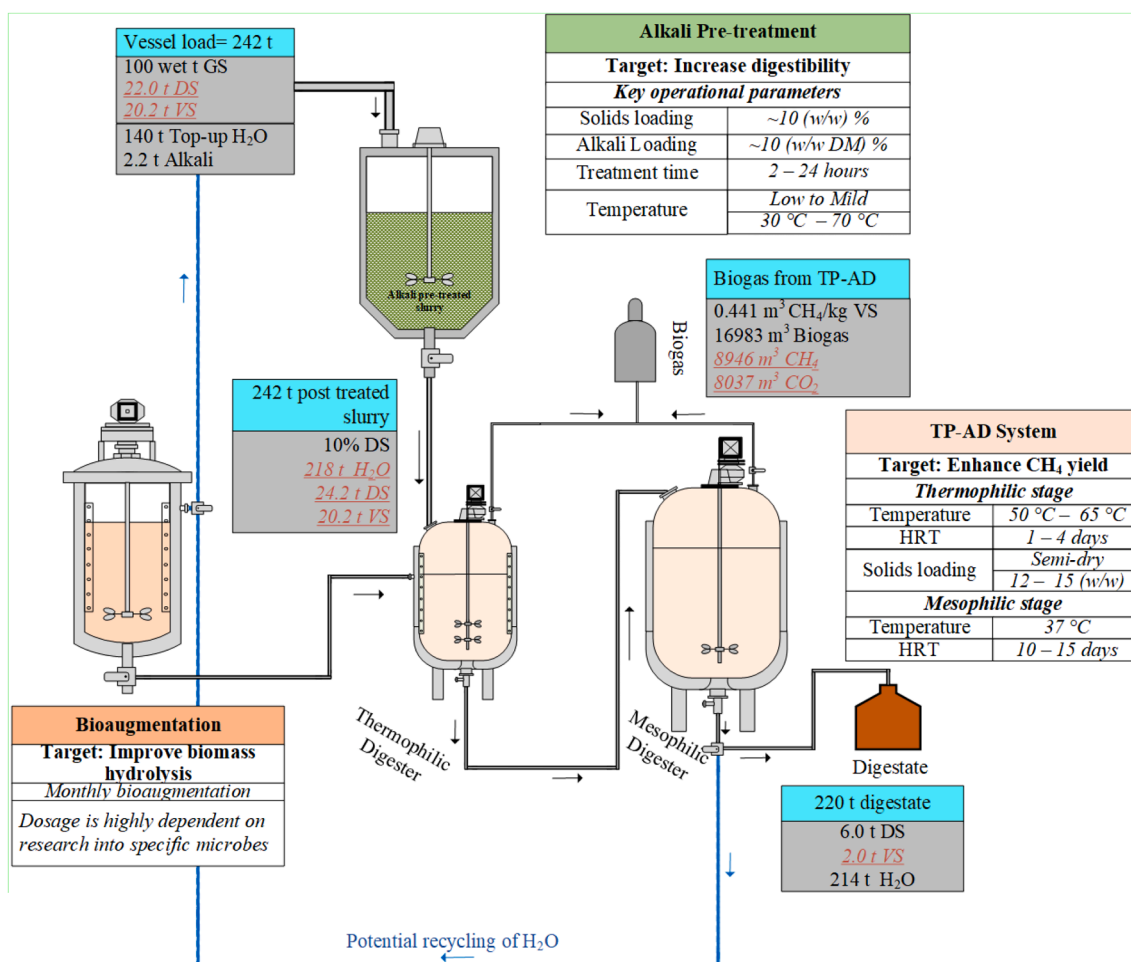 Vessel load= 242 t
100 wet t GS
22.0 t DS
20.2 t VS
140 t Top-up H₂O
2.2 t Alkali
Alkali Pre-treatment
Target: Increase digestibility
Key operational parameters
Solids loading ~10 (w/w) %
Alkali Loading ~10 (w/w DM) %
Treatment time 2 – 24 hours
Temperature Low to Mild
30 °C – 70 °C
Alkali pre-treated
slurry
Biogas
Biogas from TP-AD
0.441 m³ CH₄/kg VS
16983 m³ Biogas
8946 m³ CH₄
8037 m³ CO₂
242 t post treated
slurry
10% DS
218 t H₂O
24.2 t DS
20.2 t VS
TP-AD System
Target: Enhance CH₄ yield
Thermophilic stage
Temperature 50 °C – 65 °C
HRT 1 – 4 days
Solids loading Semi-dry
12 – 15 (w/w)
Mesophilic stage
Temperature 37 °C
HRT 10 – 15 days
Bioaugmentation
Target: Improve biomass
hydrolysis
Monthly bioaugmentation
Dosage is highly dependent on
research into specific microbes
Thermophilic
Digester
Mesophilic
Digester
Digestate
220 t digestate
6.0 t DS
2.0 t VS
214 t H₂O
Potential recycling of H₂O